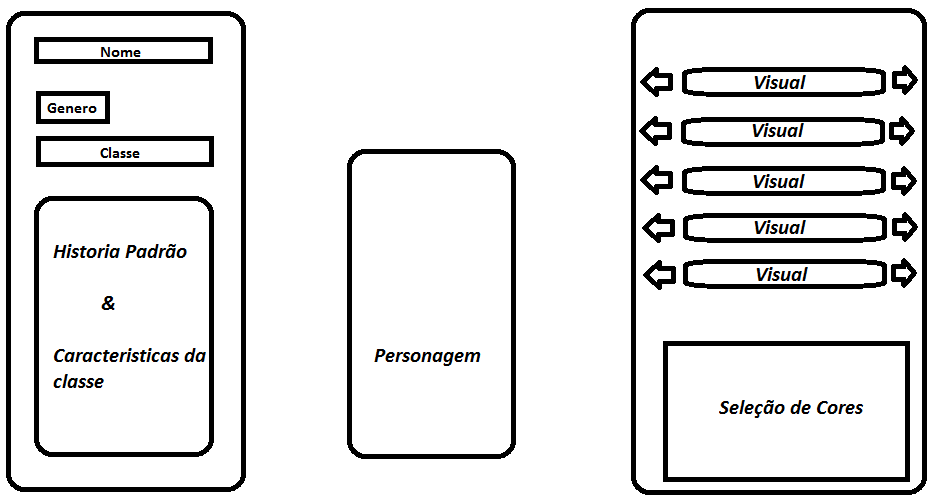 Nome
Genero
Classe
Historia Padrão
&
Caracteristicas da
classe
Personagem
Visual
Visual
Visual
Visual
Visual
Seleção de Cores